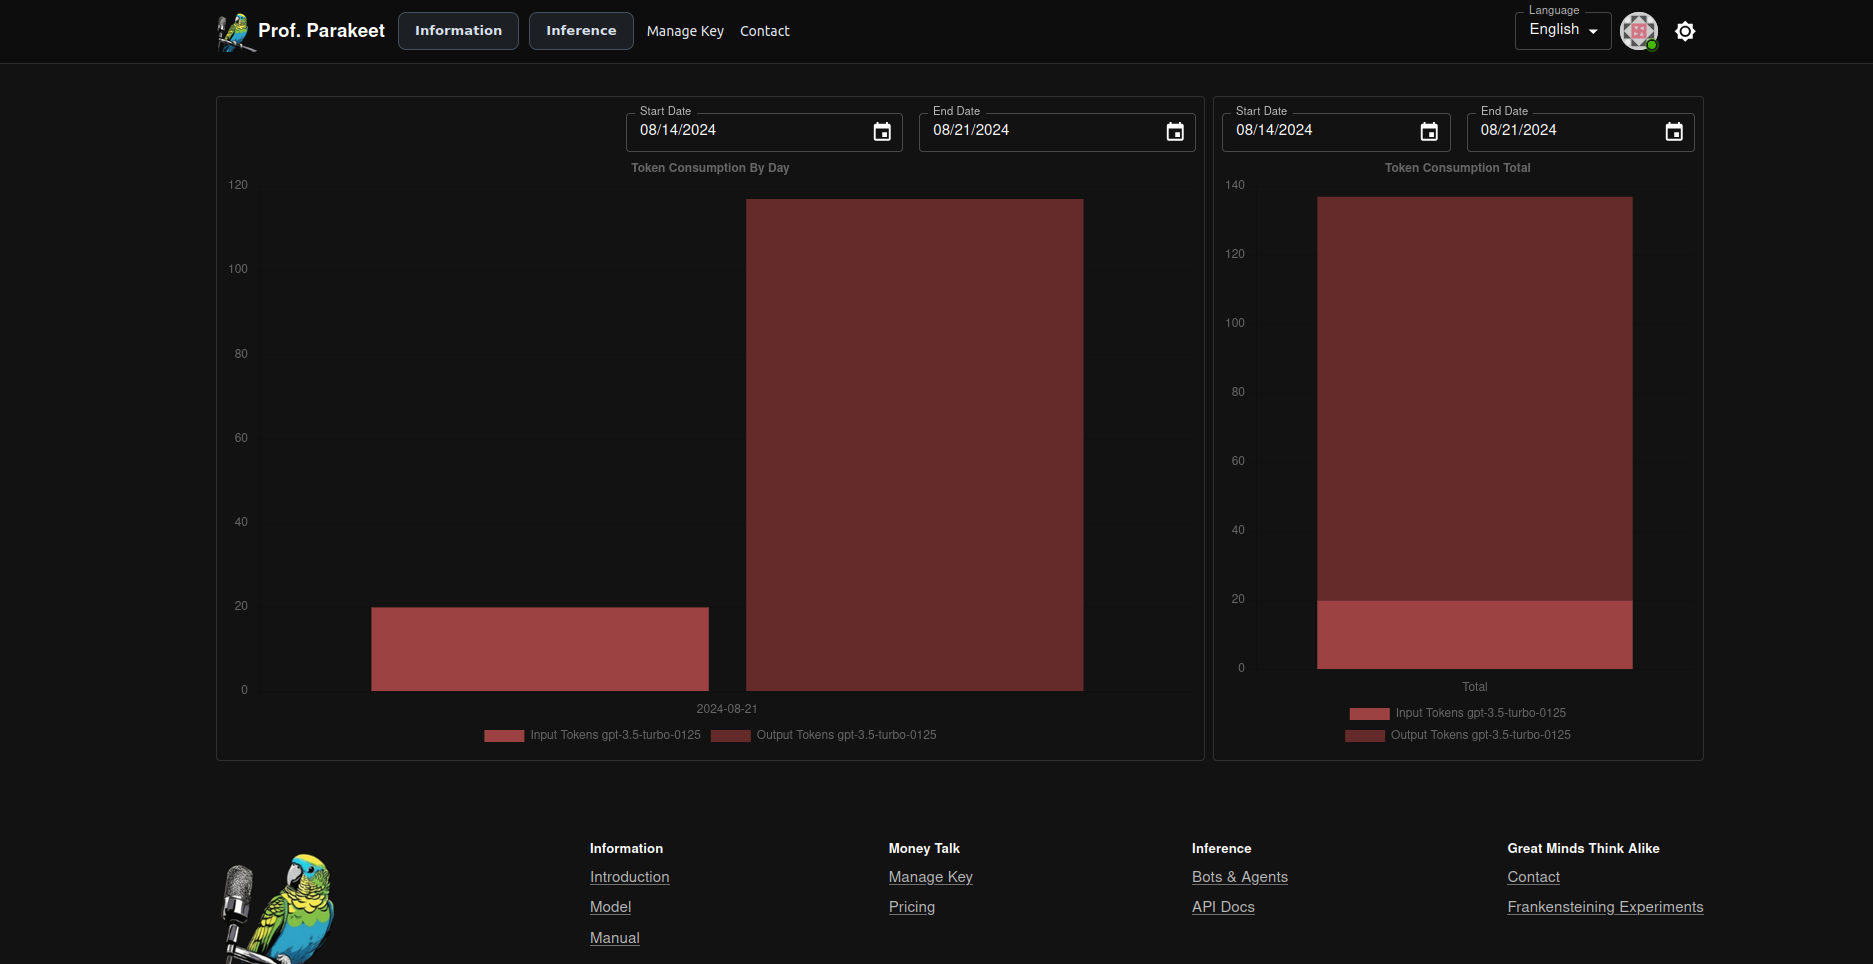 Prof. Parakeet
Information
Inference
Manage Key
Contact
Language
English
Start Date
08/14/2024
End Date
08/21/2024
Token Consumption By Day
120
100
80
60
40
20
0
2024-08-21
Input Tokens gpt-3.5-turbo-0125
Output Tokens gpt-3.5-turbo-0125
Start Date
08/14/2024
End Date
08/21/2024
Token Consumption Total
140
120
100
80
60
40
20
0
Total
Input Tokens gpt-3.5-turbo-0125
Output Tokens gpt-3.5-turbo-0125
Information
Introduction
Model
Manual
Money Talk
Manage Key
Pricing
Inference
Bots & Agents
API Docs
Great Minds Think Alike
Contact
Frankensteining Experiments